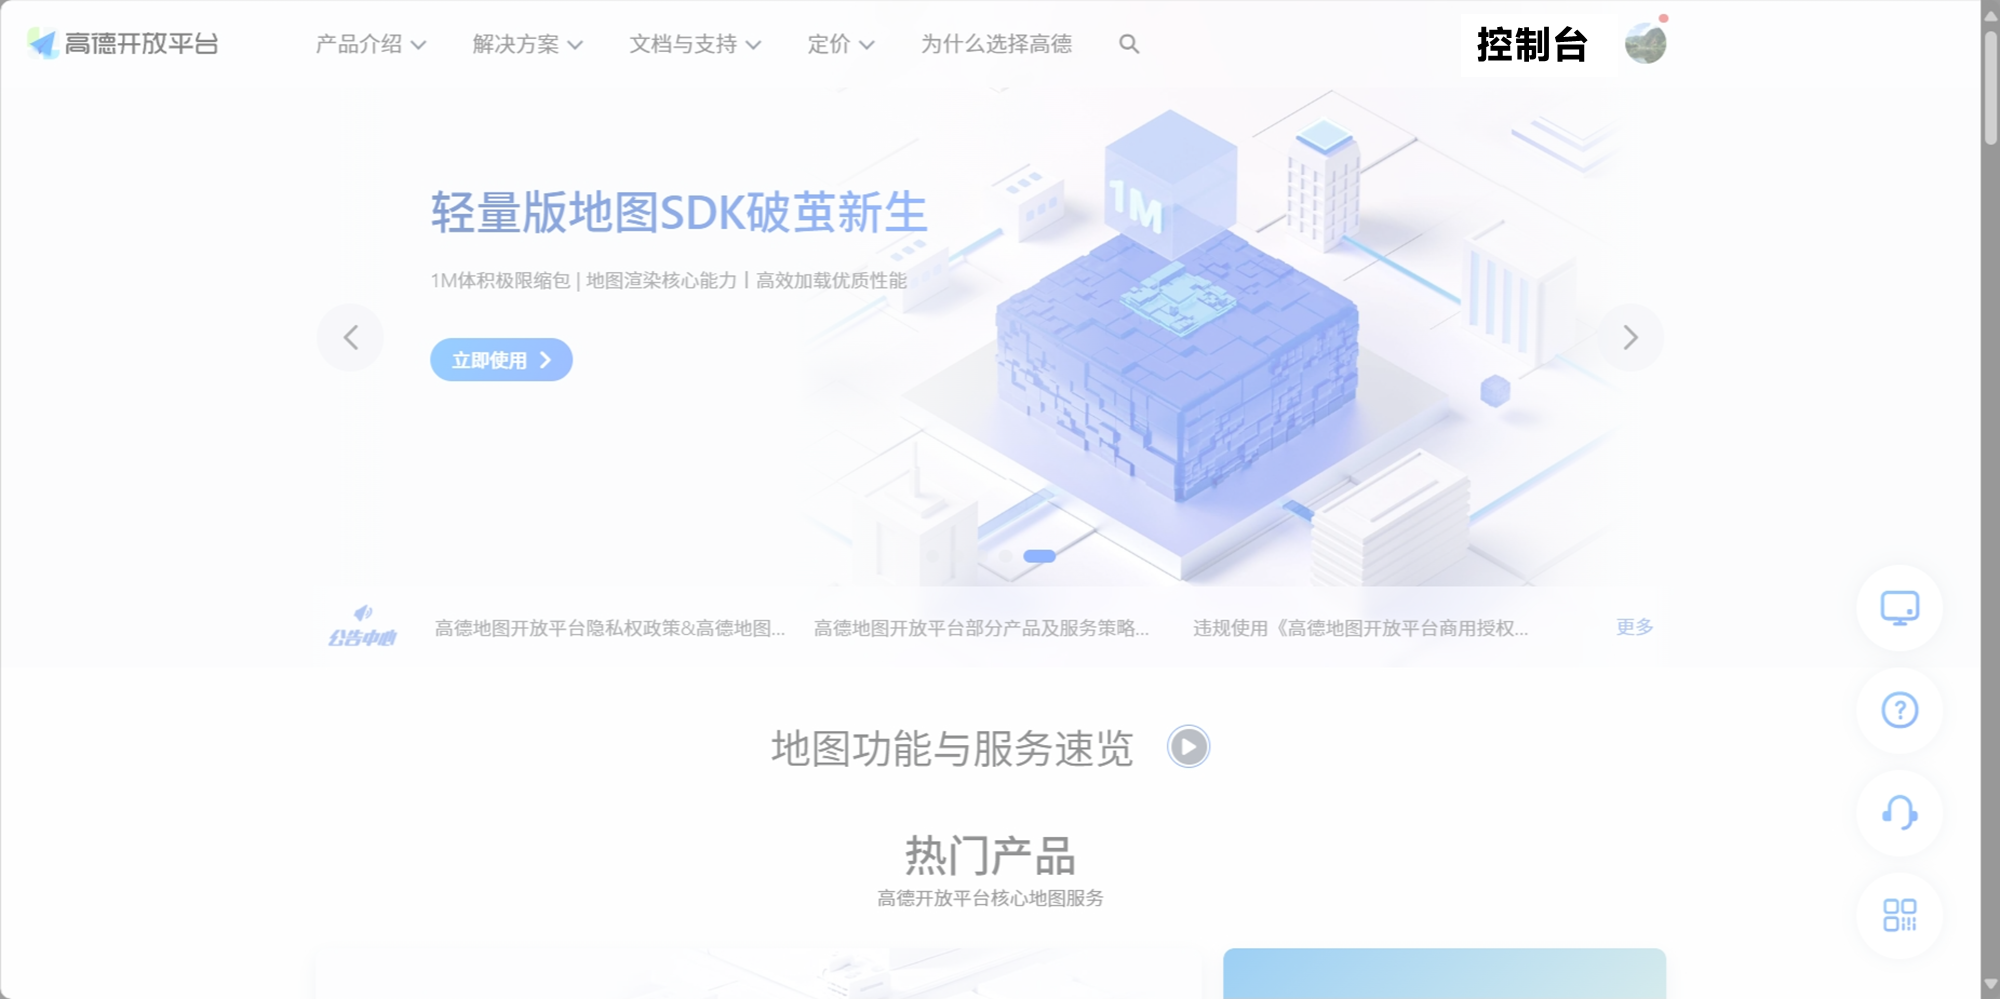 高德开放平台
产品介绍 解决方案 文档与支持 定价 为什么选择高德 控制台
1M
轻量版地图SDK破茧新生
1M体积极限缩包 | 地图渲染核心能力丨高效加载优质性能
立即使用
公告中心 高德地图开放平台隐私权政策&高德地图... 高德地图开放平台部分产品及服务策略... 违规使用《高德地图开放平台商用授权... 更多
地图功能与服务速览
热门产品
高德开放平台核心地图服务